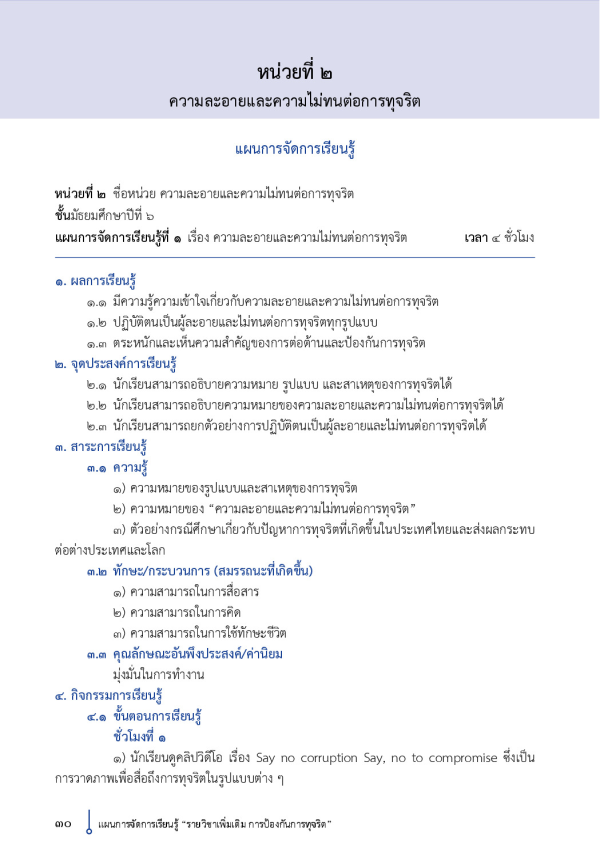 หน่วยที่ ๒
ความละอายและความไม่ทนต่อการทุจริต
แผนการจัดการเรียนรู้
หน่วยที่ ๒ ชื่อหน่วย ความละอายและความไม่ทนต่อการทุจริต
ชั้นมัธยมศึกษาปีที่ ๖
แผนการจัดการเรียนรู้ที่ ๑ เรื่อง ความละอายและความไม่ทนต่อการทุจริต เวลา ๔ ชั่วโมง
๑. ผลการเรียนรู้
๑.๑ มีความรู้ความเข้าใจเกี่ยวกับความละอายและความไม่ทนต่อการทุจริต
๑.๒ ปฏิบัติตนเป็นผู้ละอายและไม่ทนต่อการทุจริตทุกรูปแบบ
๑.๓ ตระหนักและเห็นความสำคัญของการต่อต้านและป้องกันการทุจริต
๒. จุดประสงค์การเรียนรู้
๒.๑ นักเรียนสามารถอธิบายความหมาย รูปแบบ และสาเหตุของการทุจริตได้
๒.๒ นักเรียนสามารถอธิบายความหมายของความละอายและความไม่ทนต่อการทุจริตได้
๒.๓ นักเรียนสามารถยกตัวอย่างการปฏิบัติตนเป็นผู้ละอายและไม่ทนต่อการทุจริตได้
๓. สาระการเรียนรู้
๓.๑ ความรู้
๑) ความหมายของรูปแบบและสาเหตุของการทุจริต
๒) ความหมายของ “ความละอายและความไม่ทนต่อการทุจริต”
๓) ตัวอย่างกรณีศึกษาเกี่ยวกับปัญหาการทุจริตที่เกิดขึ้นในประเทศไทยและส่งผลกระทบ
ต่อต่างประเทศและโลก
๓.๒ ทักษะ/กระบวนการ (สมรรถนะที่เกิดขึ้น)
๑) ความสามารถในการสื่อสาร
๒) ความสามารถในการคิด
๓) ความสามารถในการใช้ทักษะชีวิต
๓.๓ คุณลักษณะอันพึงประสงค์/ค่านิยม
มุ่งมั่นในการทำงาน
๔. กิจกรรมการเรียนรู้
๔.๑ ขั้นตอนการเรียนรู้
ชั่วโมงที่ ๑
๑) นักเรียนดูคลิปวิดีโอ เรื่อง Say no corruption Say, no to compromise ซึ่งเป็น
การวาดภาพเพื่อสื่อถึงการทุจริตในรูปแบบต่าง ๆ
๓๐ แผนการจัดการเรียนรู้ “รายวิชาเพิ่มเติม การป้องกันการทุจริต”